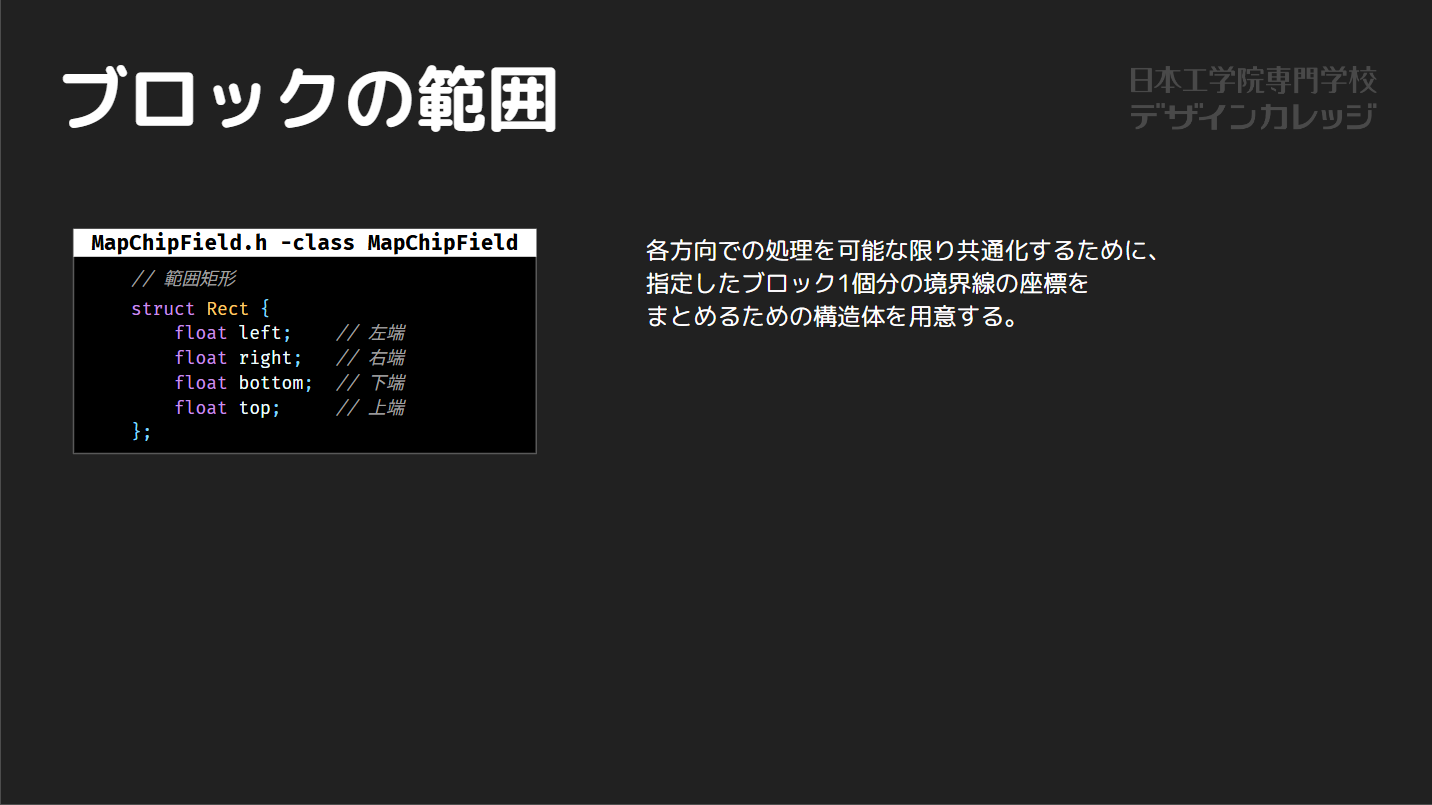 ブロックの範囲
日本工学院専門学校
デザインカレッジ
MapChipField.h -class MapChipField
// 範囲矩形
struct Rect {
    float left;    // 左端
    float right;   // 右端
    float bottom;  // 下端
    float top;     // 上端
};
各方向での処理を可能な限り共通化するために、
指定したブロック1個分の境界線の座標を
まとめるための構造体を用意する。